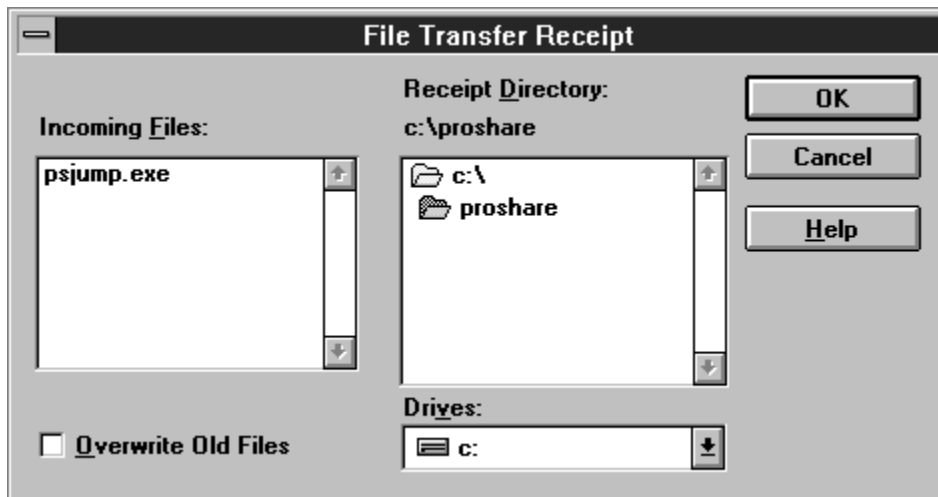 File Transfer Receipt
Incoming Files:
psjump.exe
Overwrite Old Files
Receipt Directory:
c:\proshare
c:\
proshare
Drives:
c:
OK
Cancel
Help